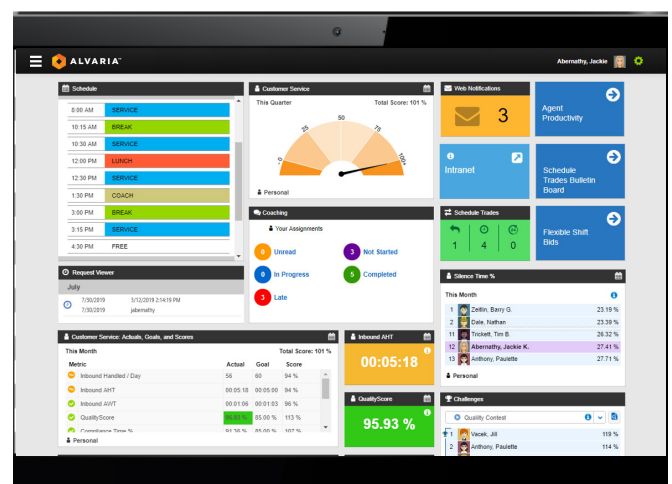 ALVARIA™
Abernathy, Jackie
Schedule
8:00 AM SERVICE
10:15 AM BREAK
10:30 AM SERVICE
12:00 PM LUNCH
12:30 PM SERVICE
1:30 PM COACH
3:00 PM BREAK
3:15 PM SERVICE
4:30 PM FREE
Request Viewer
July
7/30/2019 3/12/2019 2:14:19 PM
7/30/2019 jabernathy
Customer Service
This Quarter Total Score: 101 %
0 25 50 75 100+
Personal
Coaching
Your Assignments
0 Unread 3 Not Started
0 In Progress 5 Completed
3 Late
Web Notifications
3
Agent
Productivity
Intranet
Schedule
Trades Bulletin
Board
Schedule Trades
1 4 0
Flexible Shift
Bids
Silence Time %
This Month
1 Zeitlin, Barry G. 23.19 %
2 Dale, Nathan 23.39 %
11 Trickett, Tim B. 26.32 %
12 Abernathy, Jackie K. 27.41 %
13 Anthony, Paulette 27.71 %
Personal
Customer Service: Actuals, Goals, and Scores
This Month Total Score: 101 %
Metric Actual Goal Score
Inbound Handled / Day 56 60 94 %
Inbound AHT 00:05:18 00:05:00 94 %
Inbound AWT 00:01:06 00:01:03 96 %
QualityScore 95.93 % 85.00 % 113 %
Compliance Time % 91.36 % 85.00 % 107 %
Personal
Inbound AHT
00:05:18
QualityScore
95.93 %
Challenges
Quality Contest
1 Vacek, Jill 119 %
2 Anthony, Paulette 114 %